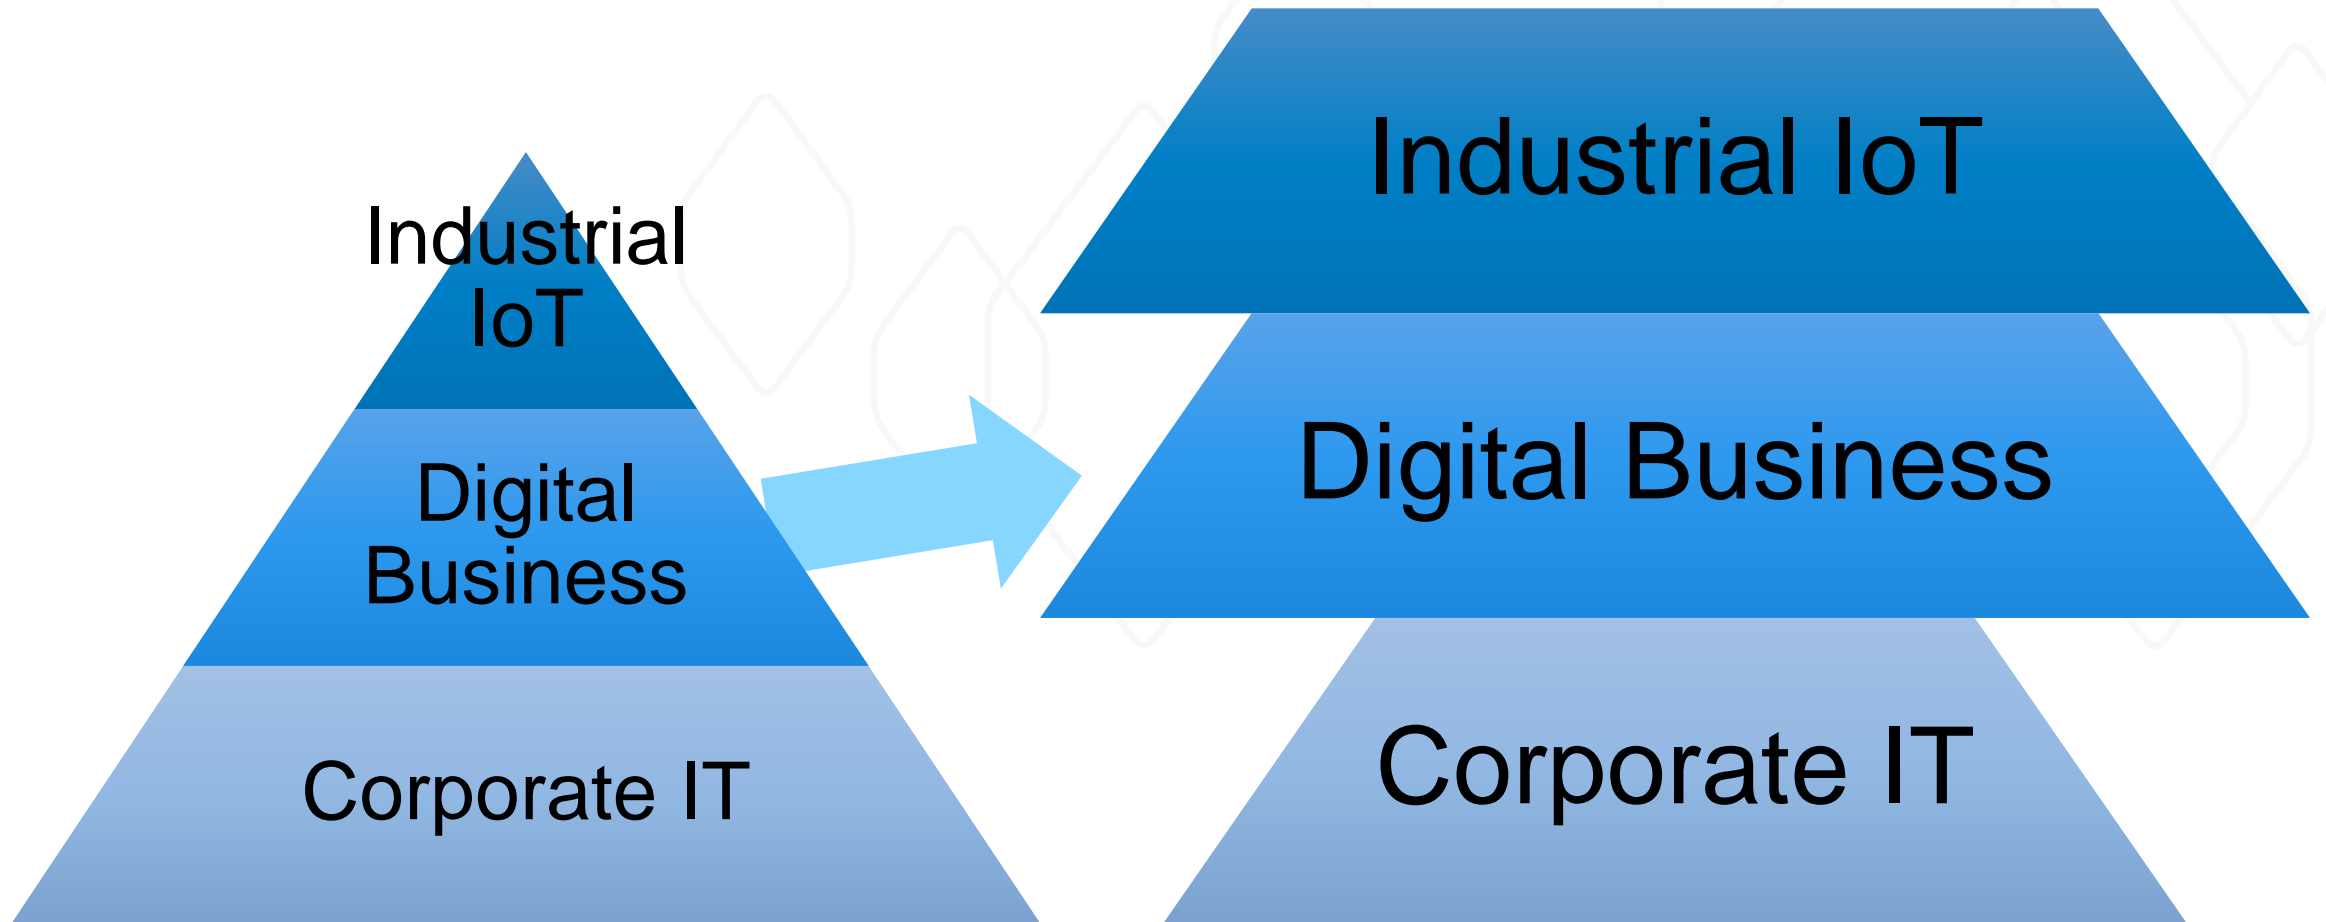 Industrial
IoT
Digital
Business
Corporate IT
Industrial IoT
Digital Business
Corporate IT